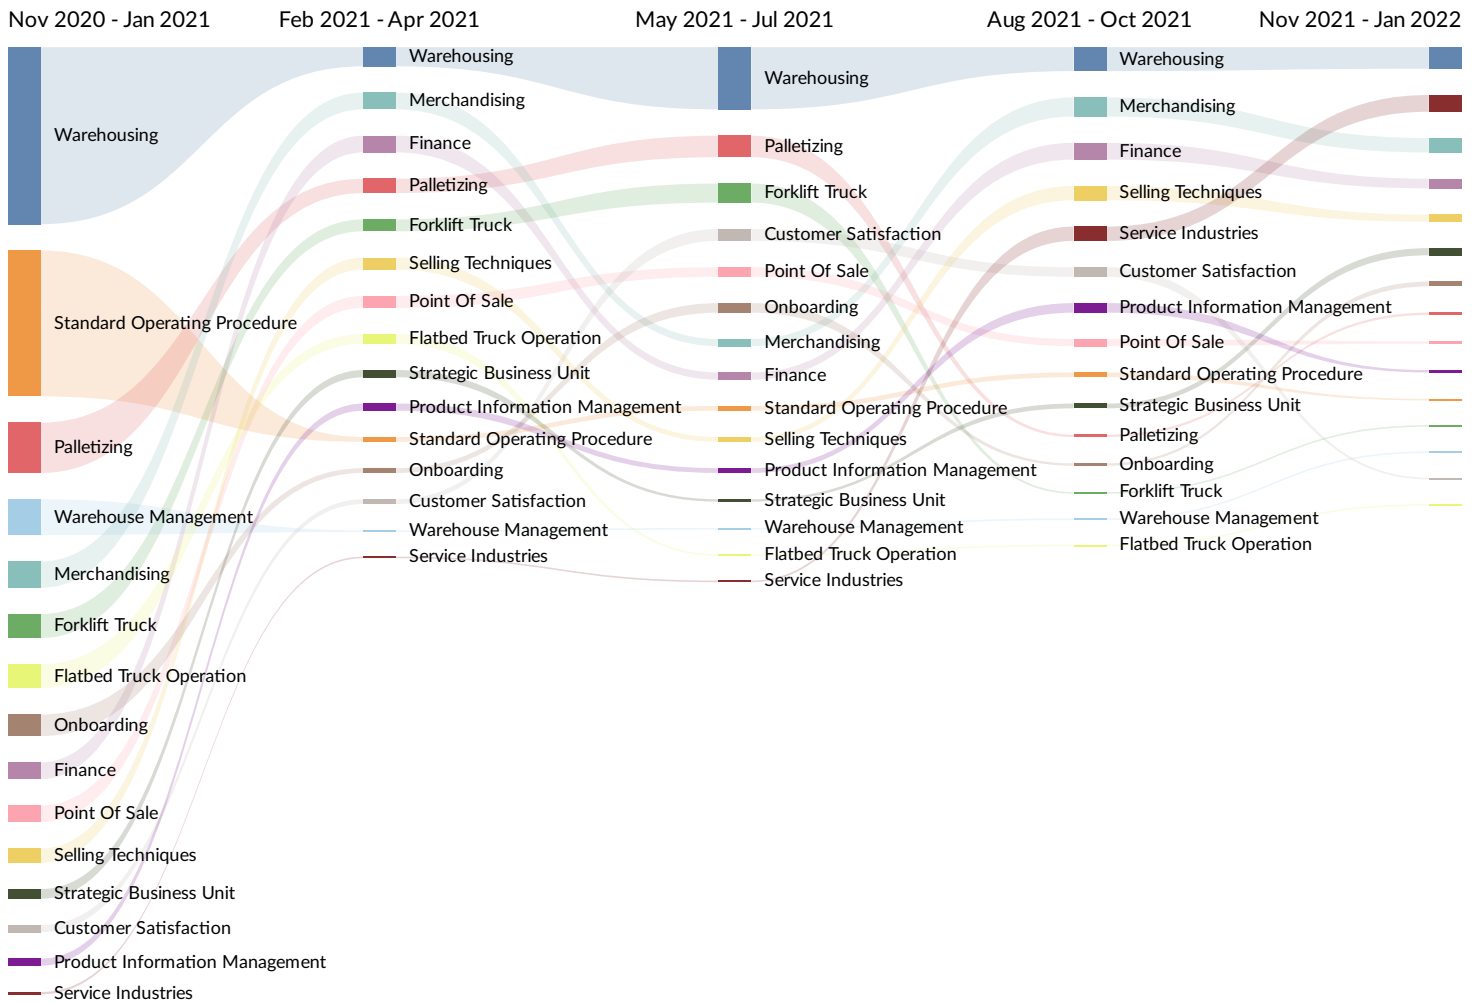 Nov 2020 - Jan 2021
Feb 2021 - Apr 2021
May 2021 - Jul 2021
Aug 2021 - Oct 2021
Nov 2021 - Jan 2022
Warehousing
Standard Operating Procedure
Palletizing
Warehouse Management
Merchandising
Forklift Truck
Flatbed Truck Operation
Onboarding
Finance
Point Of Sale
Selling Techniques
Strategic Business Unit
Customer Satisfaction
Product Information Management
Service Industries
Warehousing
Merchandising
Finance
Palletizing
Forklift Truck
Selling Techniques
Point Of Sale
Flatbed Truck Operation
Strategic Business Unit
Product Information Management
Standard Operating Procedure
Onboarding
Customer Satisfaction
Warehouse Management
Service Industries
Warehousing
Palletizing
Forklift Truck
Customer Satisfaction
Point Of Sale
Onboarding
Merchandising
Finance
Standard Operating Procedure
Selling Techniques
Product Information Management
Strategic Business Unit
Warehouse Management
Flatbed Truck Operation
Service Industries
Warehousing
Merchandising
Finance
Selling Techniques
Service Industries
Customer Satisfaction
Product Information Management
Point Of Sale
Standard Operating Procedure
Strategic Business Unit
Palletizing
Onboarding
Forklift Truck
Warehouse Management
Flatbed Truck Operation